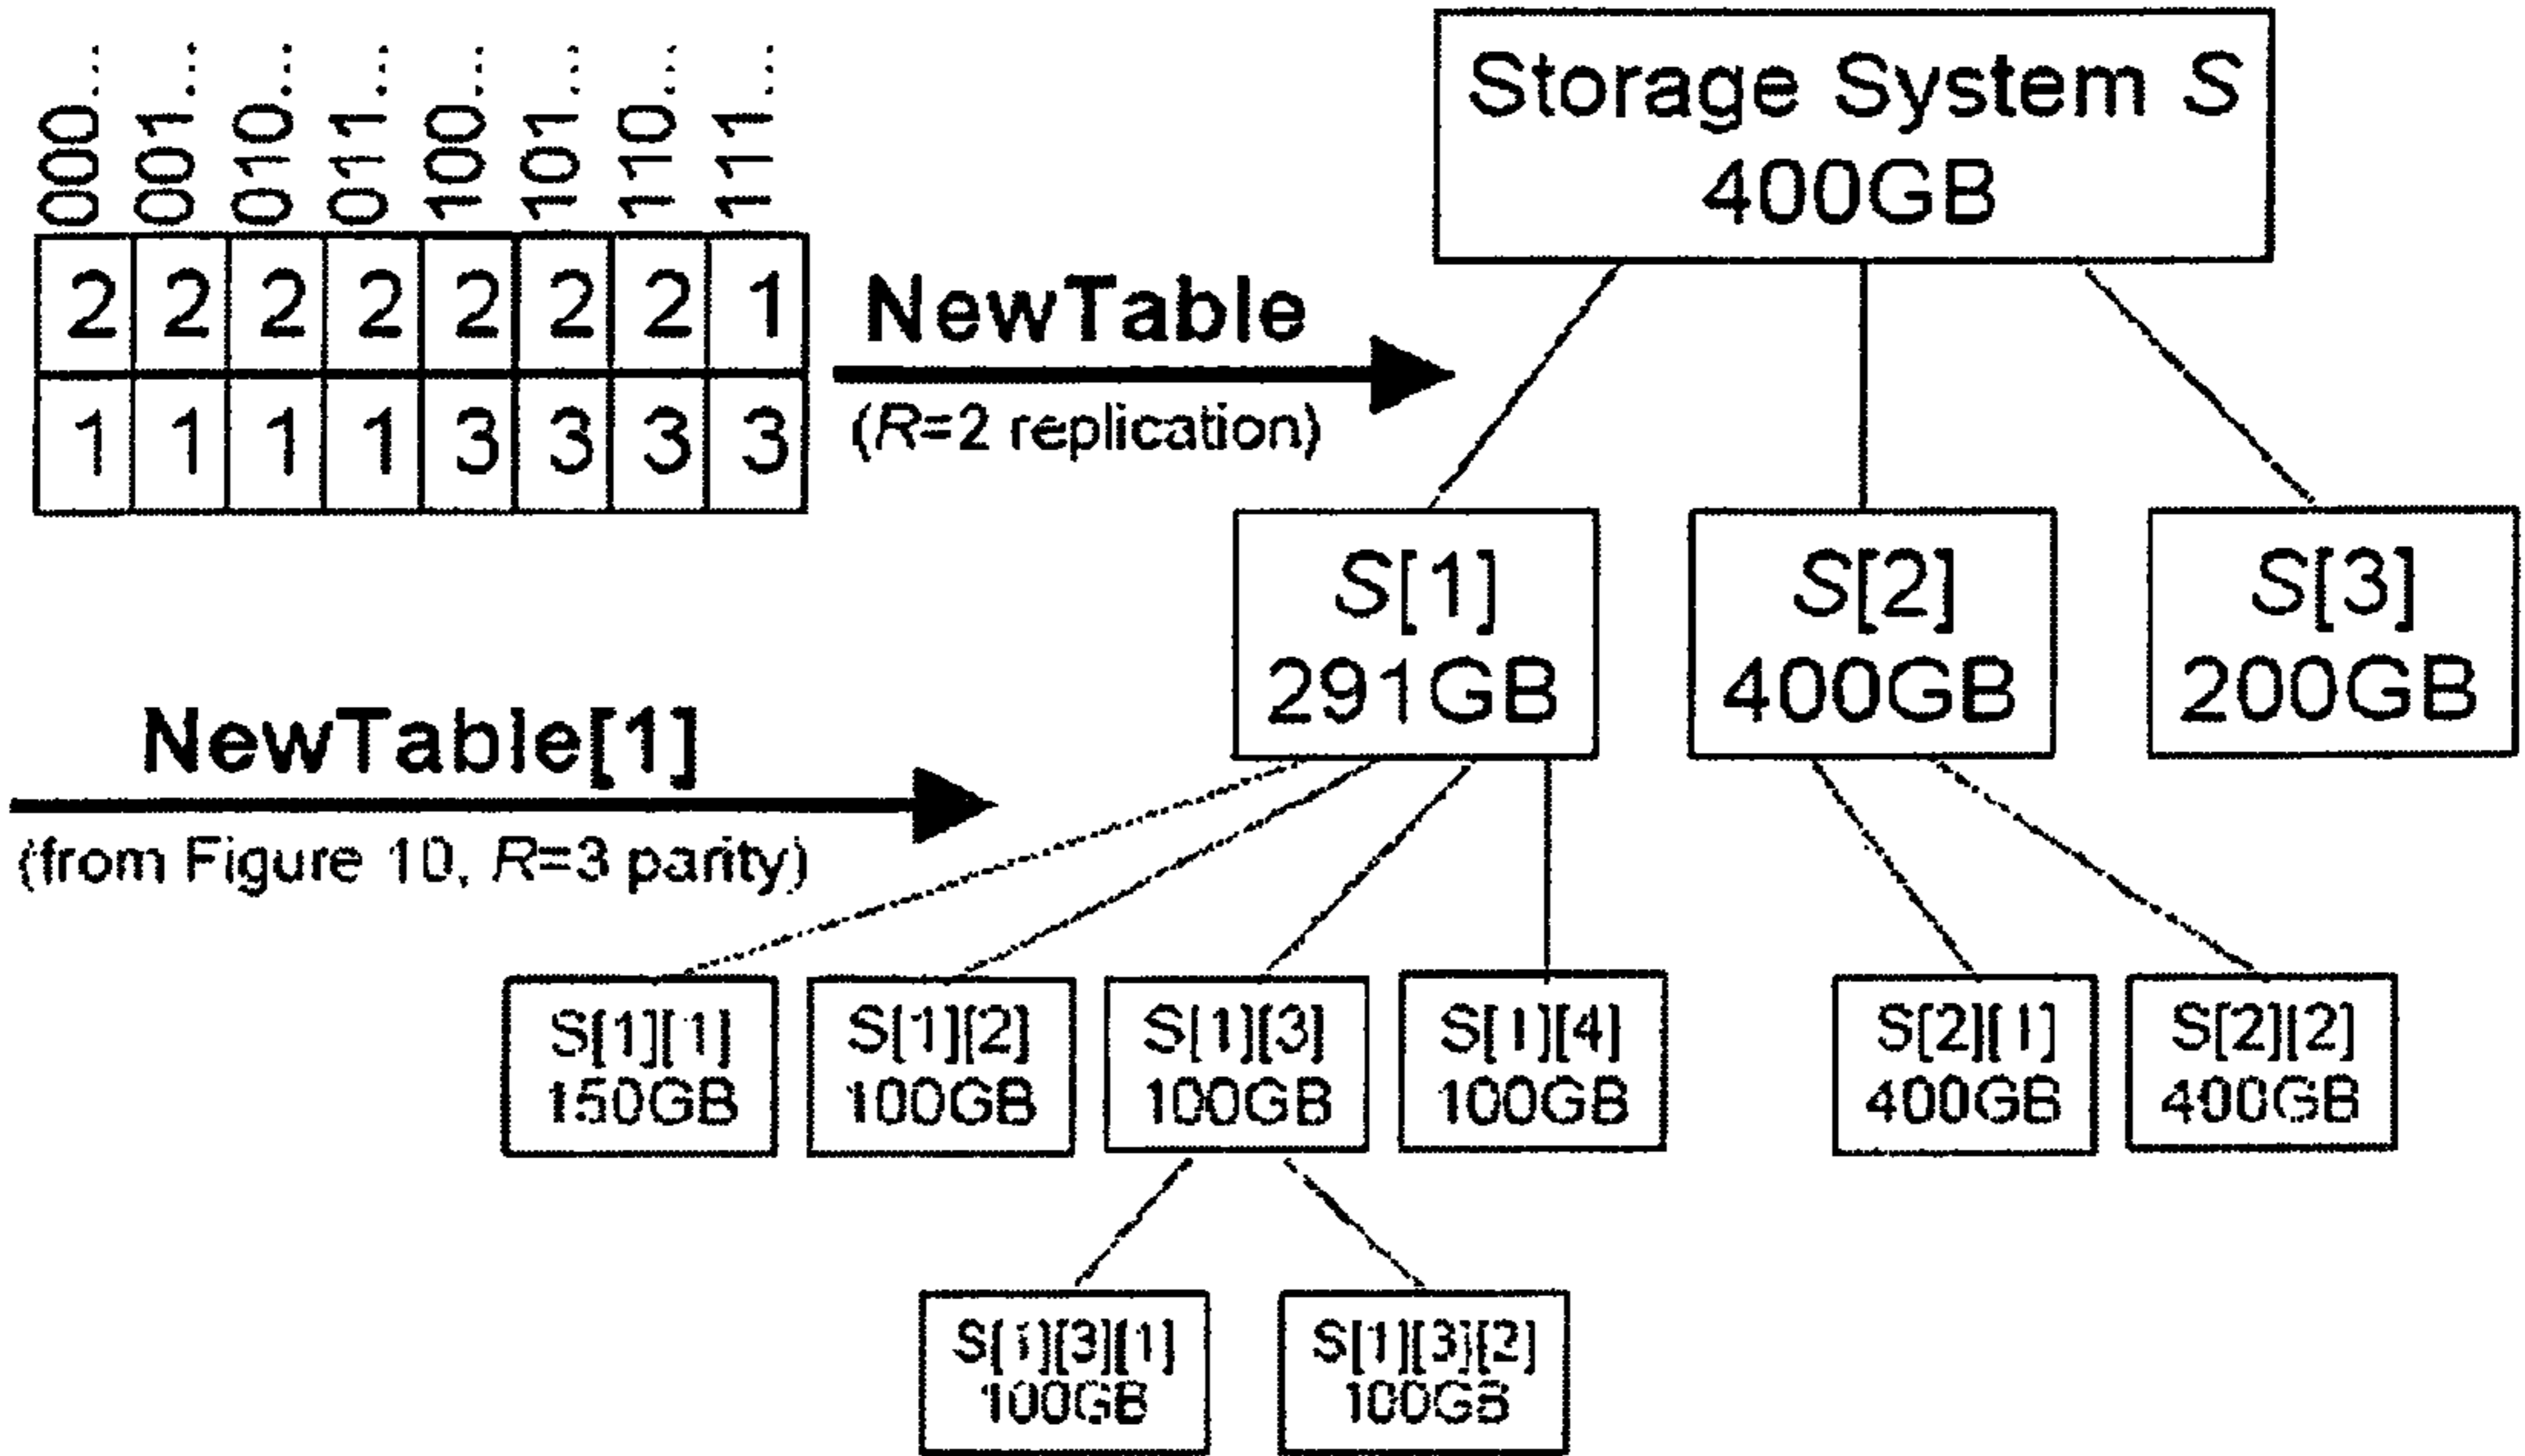 000... 001... 010... 011... 100... 101... 110... 111...
2 2 2 2 2 2 2 1
1 1 1 1 3 3 3 3
NewTable
(R=2 replication)
Storage System S
400GB
S[1]
291GB
S[2]
400GB
S[3]
200GB
NewTable[1]
(from Figure 10, R=3 parity)
S[1][1]
150GB
S[1][2]
100GB
S[1][3]
100GB
S[1][4]
100GB
S[2][1]
400GB
S[2][2]
400GB
S[1][3][1]
100GB
S[1][3][2]
100GB